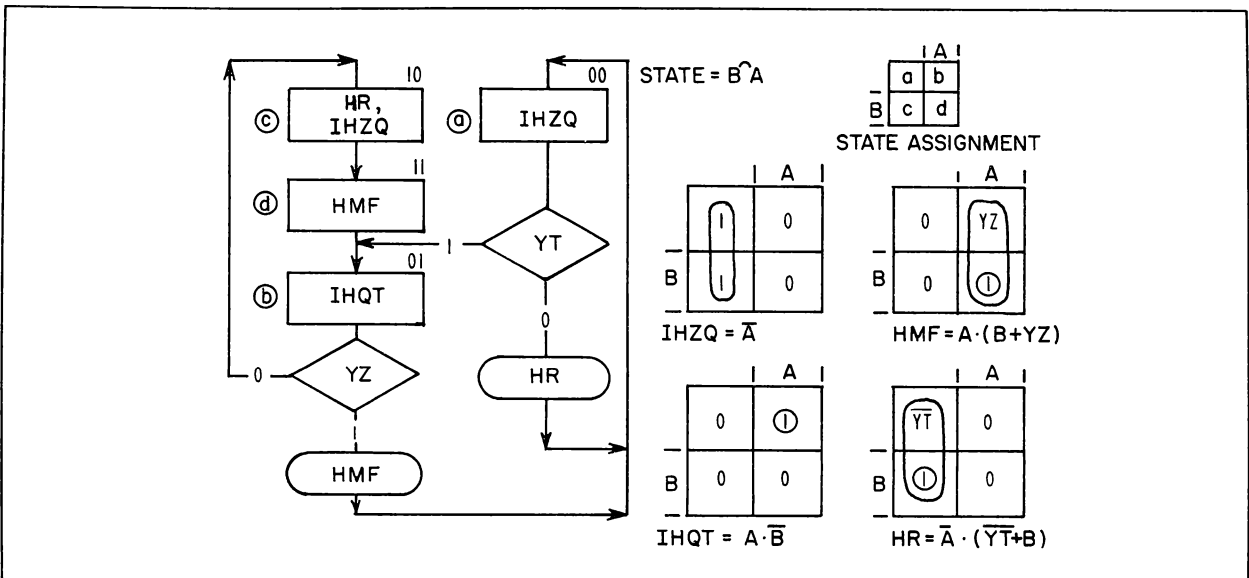 10
ⓒ
HR,
IHZQ
11
ⓓ
HMF
01
ⓑ
IHQT
YZ
0
1
HMF
00
ⓐ
IHZQ
YT
1
0
HR
STATE = B⌒A
A
a b
B c d
STATE ASSIGNMENT
A
1 0
B 1 0
IHZQ = A̅
A
0 YZ
B 0 ①
HMF = A·(B+YZ)
A
0 ①
B 0 0
IHQT = A·B̅
A
Y̅T̅ 0
B ① 0
HR = A̅·(Y̅T̅+B)